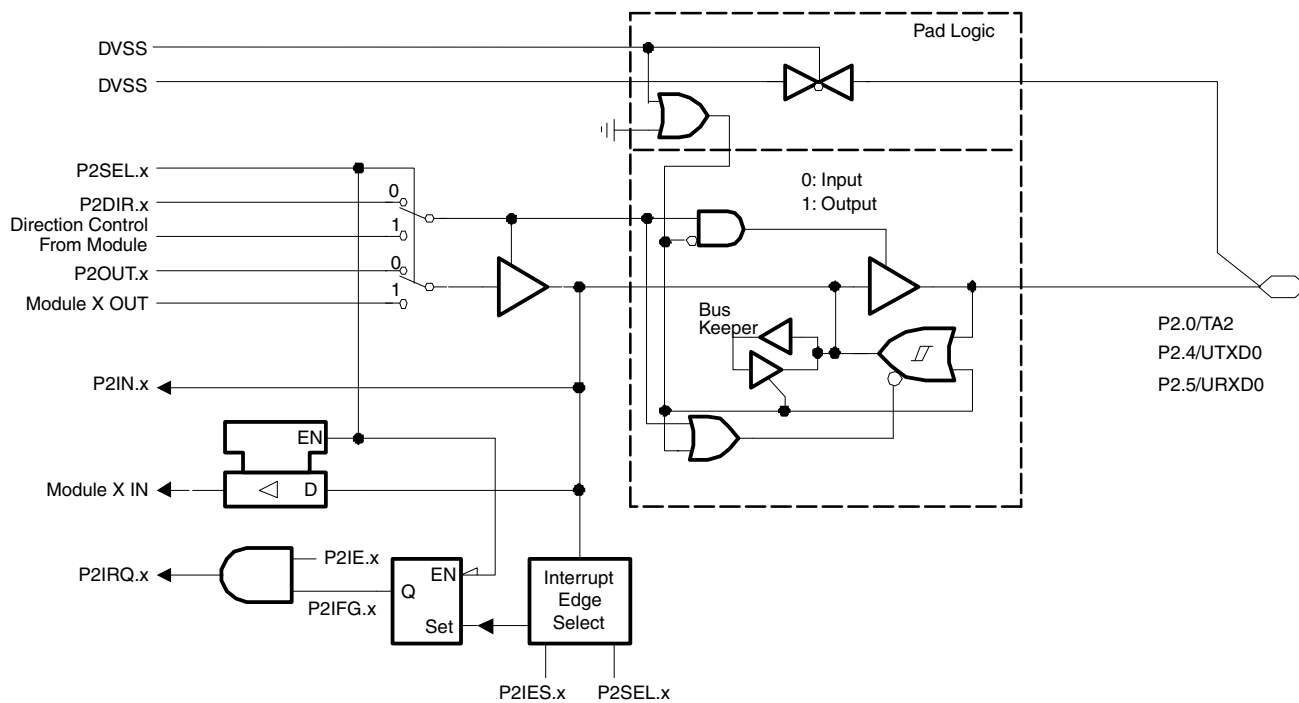 Pad Logic
DVSS
DVSS
P2SEL.x
0
P2DIR.x
Direction Control
From Module
1
0
P2OUT.x
1
Module X OUT
0: Input
1: Output
Bus
Keeper
P2.0/TA2
P2.4/UTXD0
P2.5/URXD0
P2IN.x
EN
Module X IN
D
P2IE.x
P2IRQ.x
P2IFG.x
EN
Q
Set
Interrupt
Edge
Select
P2IES.x
P2SEL.x